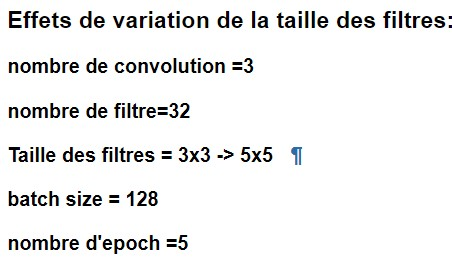 Effets de variation de la taille des filtres:
nombre de convolution =3
nombre de filtre=32
Taille des filtres = 3x3 -> 5x5 ¶
batch size = 128
nombre d'epoch =5